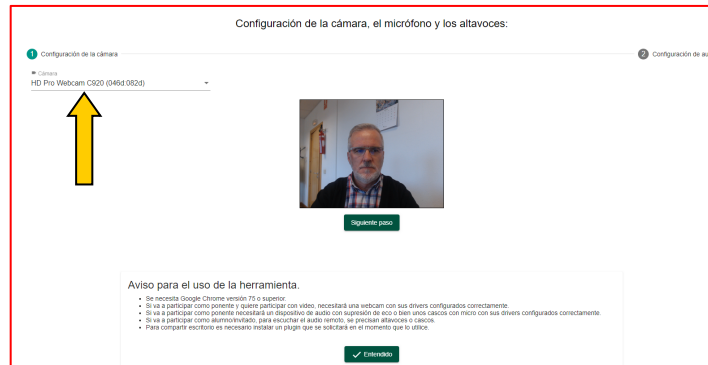 Configuración de la cámara, el micrófono y los altavoces:
1 Configuración de la cámara
2 Configuración de au
Cámara
HD Pro Webcam C920 (046d:082d)
Siguiente paso
Aviso para el uso de la herramienta.
Se necesita Google Chrome versión 75 o superior.
Si va a participar como ponente y quiere participar con video, necesitará una webcam con sus drivers configurados correctamente.
Si va a participar como ponente necesitará un dispositivo de audio con supresión de eco o bien unos cascos con micro con sus drivers configurados correctamente.
Si va a participar como alumno/invitado, para escuchar el audio remoto, se precisan altavoces o cascos.
Para compartir escritorio es necesario instalar un plugin que se solicitará en el momento que lo utilice.
Entendido